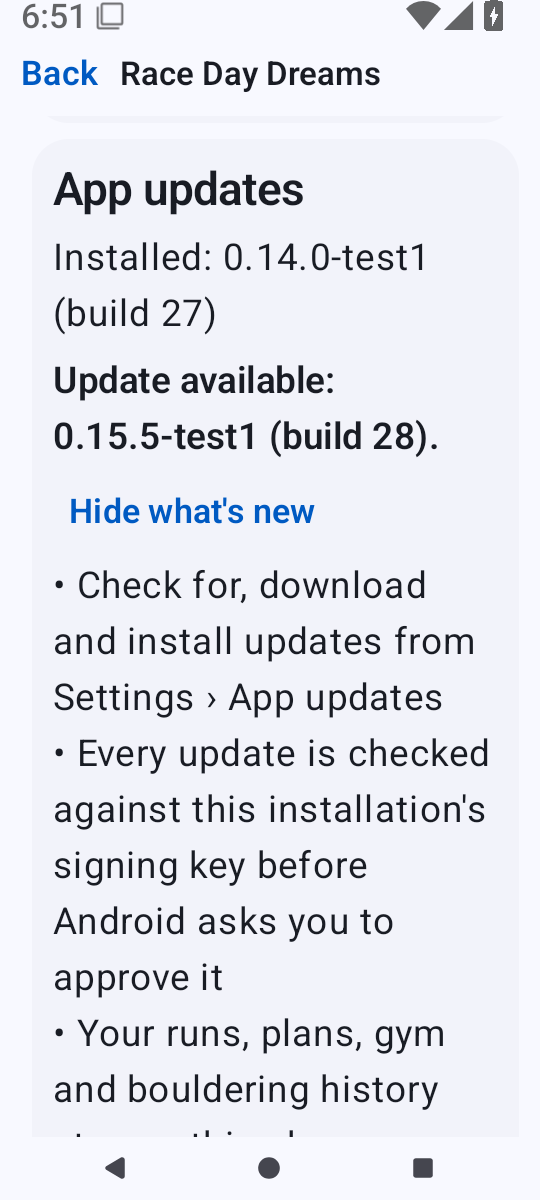 6:51
Back Race Day Dreams
App updates
Installed: 0.14.0-test1
(build 27)
Update available:
0.15.5-test1 (build 28).
Hide what's new
• Check for, download
and install updates from
Settings › App updates
• Every update is checked
against this installation's
signing key before
Android asks you to
approve it
• Your runs, plans, gym
and bouldering history